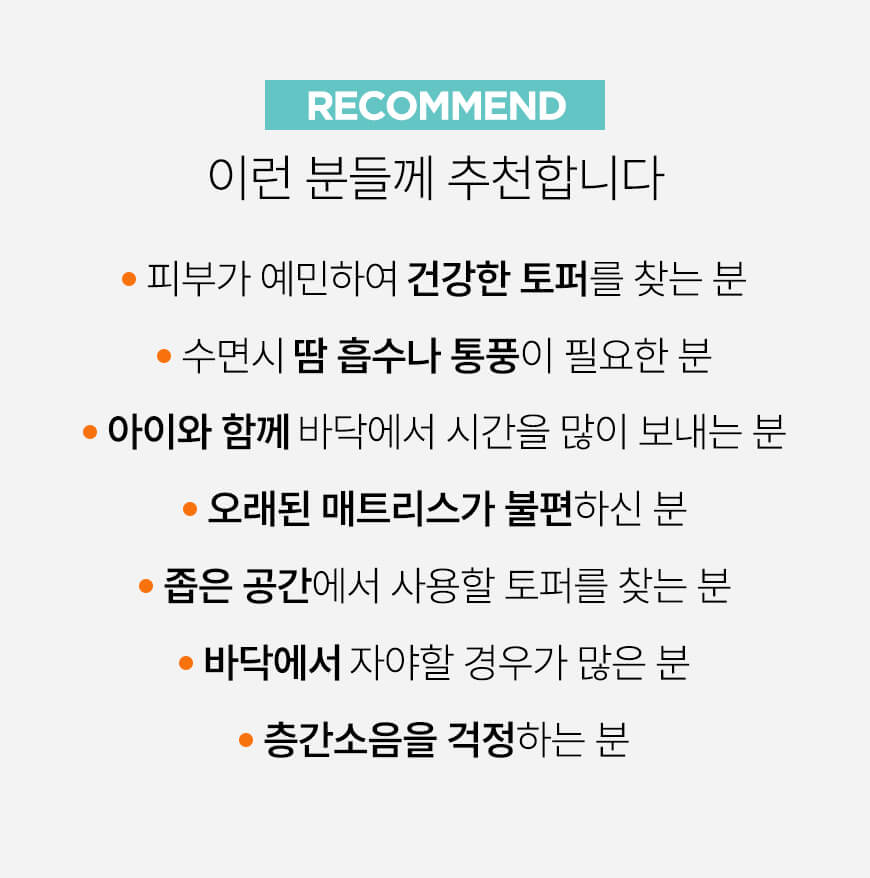 RECOMMEND
이런 분들께 추천합니다
• 피부가 예민하여 건강한 토퍼를 찾는 분
• 수면시 땀 흡수나 통풍이 필요한 분
• 아이와 함께 바닥에서 시간을 많이 보내는 분
• 오래된 매트리스가 불편하신 분
• 좁은 공간에서 사용할 토퍼를 찾는 분
• 바닥에서 자야할 경우가 많은 분
• 층간소음을 걱정하는 분